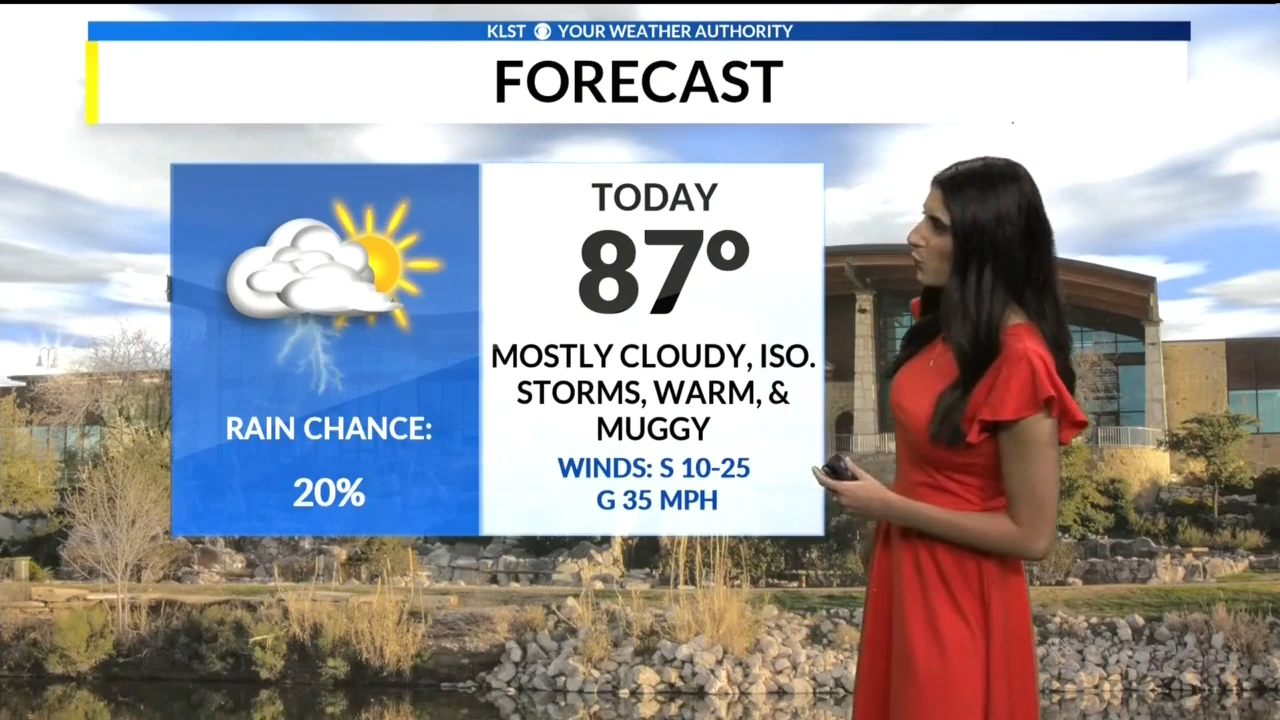 KLST YOUR WEATHER AUTHORITY
FORECAST
TODAY
87°
MOSTLY CLOUDY, ISO.
STORMS, WARM, &
MUGGY
WINDS: S 10-25
G 35 MPH
RAIN CHANCE:
20%